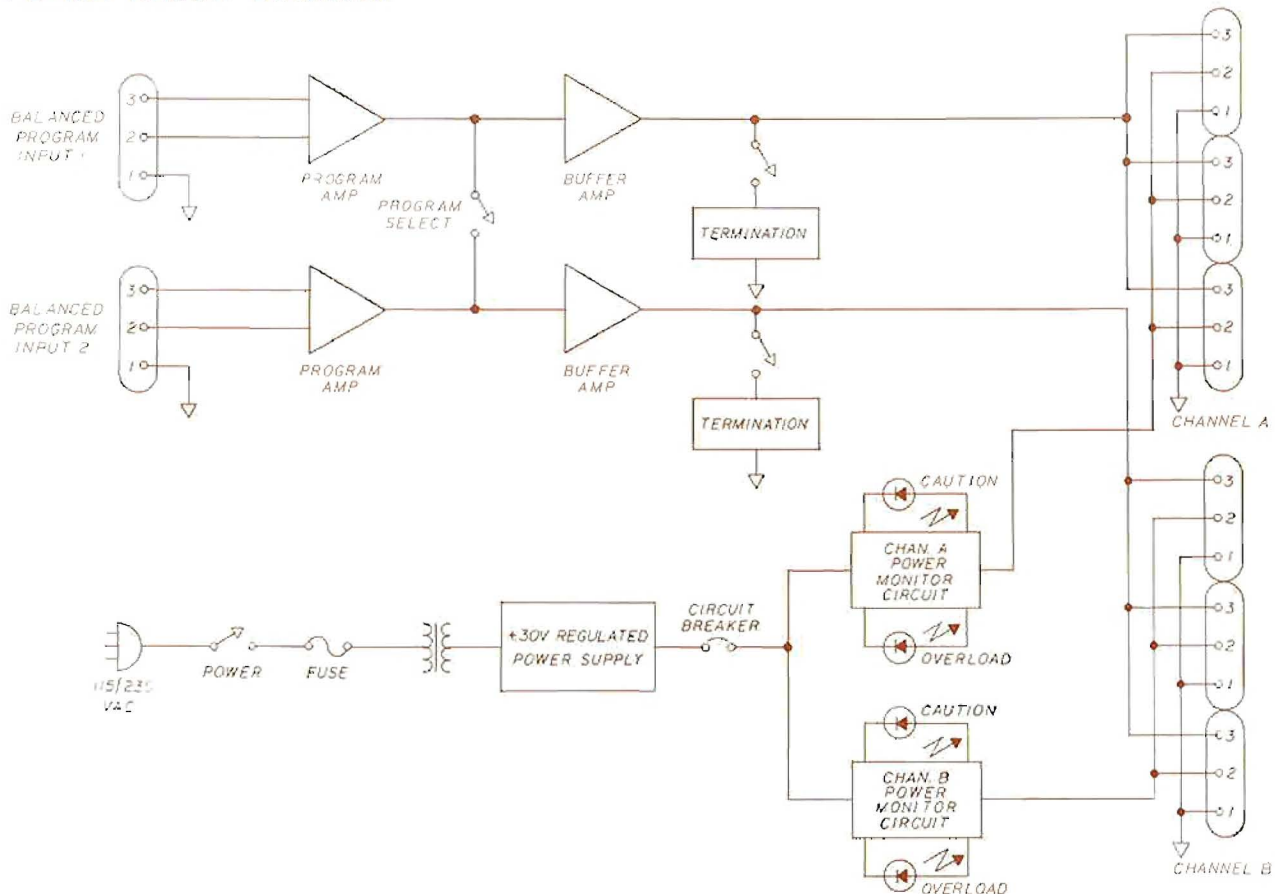 BALANCED
PROGRAM
INPUT 1
3
2
1
PROGRAM
AMP
PROGRAM
SELECT
BUFFER
AMP
TERMINATION
3
2
1
3
2
1
3
2
1
CHANNEL A
BALANCED
PROGRAM
INPUT 2
3
2
1
PROGRAM
AMP
BUFFER
AMP
TERMINATION
115/235
VAC
POWER
FUSE
+30V REGULATED
POWER SUPPLY
CIRCUIT
BREAKER
CAUTION
CHAN. A
POWER
MONITOR
CIRCUIT
OVERLOAD
CAUTION
CHAN. B
POWER
MONITOR
CIRCUIT
OVERLOAD
3
2
1
3
2
1
3
2
1
CHANNEL B